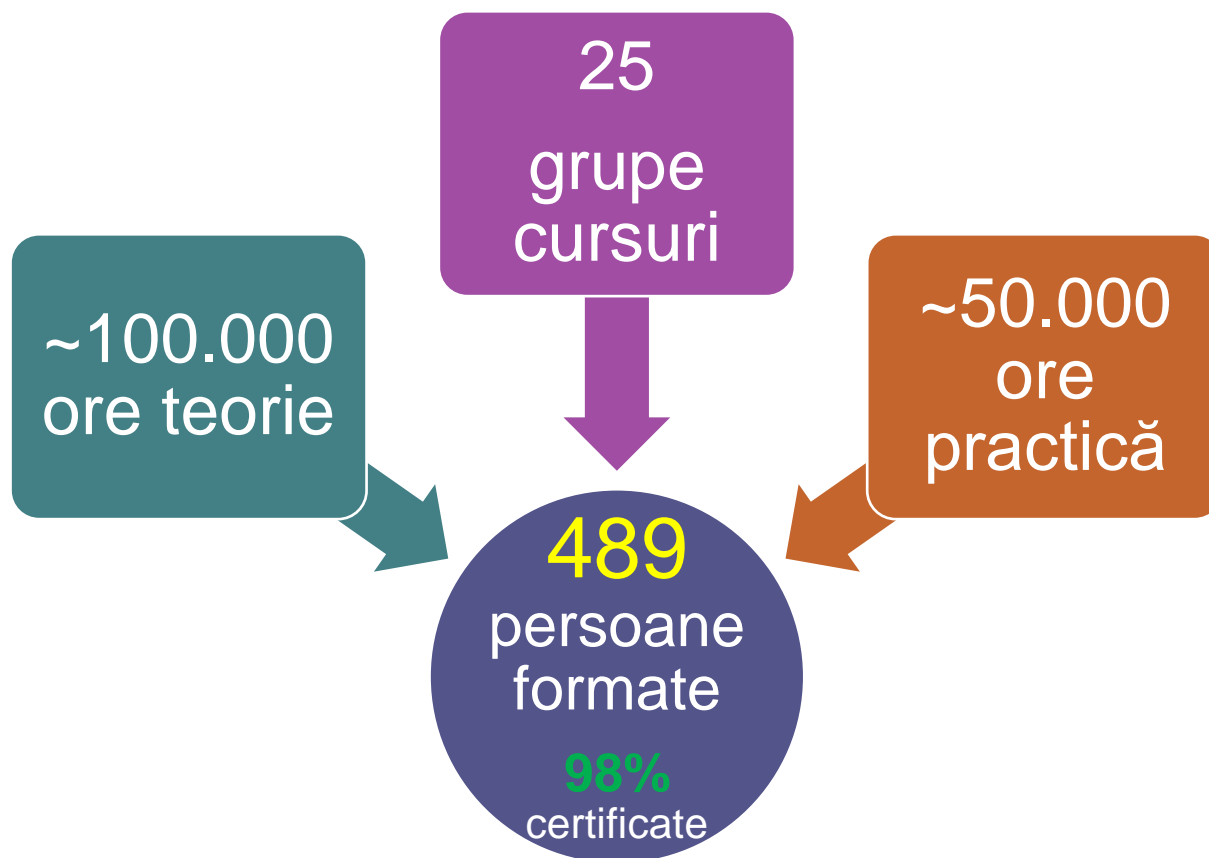 25
grupe
cursuri
~100.000
ore teorie
~50.000
ore
practică
489
persoane
formate
98%
certificate